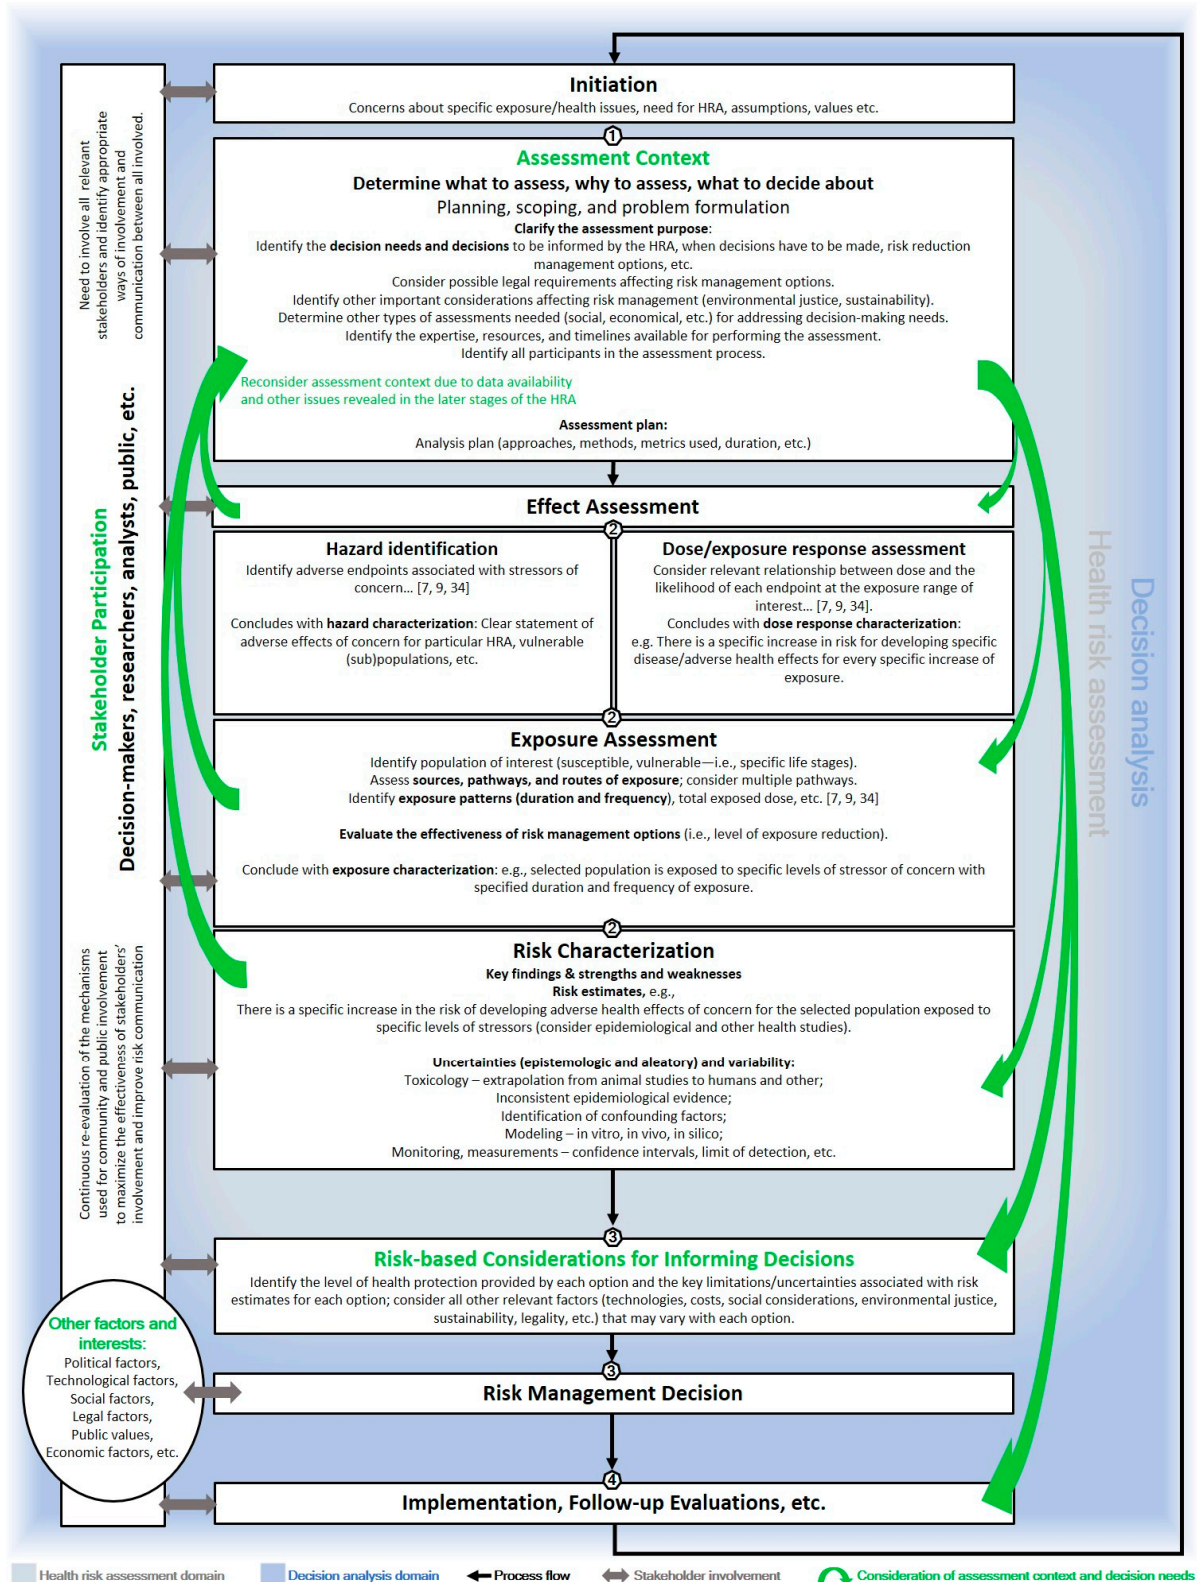 Initiation
Concerns about specific exposure/health issues, need for HRA, assumptions, values etc.
1
Assessment Context
Determine what to assess, why to assess, what to decide about
Planning, scoping, and problem formulation
Clarify the assessment purpose:
Identify the decision needs and decisions to be informed by the HRA, when decisions have to be made, risk reduction
management options, etc.
Consider possible legal requirements affecting risk management options.
Identify other important considerations affecting risk management (environmental justice, sustainability).
Determine other types of assessments needed (social, economical, etc.) for addressing decision-making needs.
Identify the expertise, resources, and timelines available for performing the assessment.
Identify all participants in the assessment process.
Reconsider assessment context due to data availability
and other issues revealed in the later stages of the HRA
Assessment plan:
Analysis plan (approaches, methods, metrics used, duration, etc.)
Effect Assessment
2
Hazard identification
Identify adverse endpoints associated with stressors of
concern... [7, 9, 34]
Concludes with hazard characterization: Clear statement of
adverse effects of concern for particular HRA, vulnerable
(sub)populations, etc.
Dose/exposure response assessment
Consider relevant relationship between dose and the
likelihood of each endpoint at the exposure range of
interest... [7, 9, 34].
Concludes with dose response characterization:
e.g. There is a specific increase in risk for developing specific
disease/adverse health effects for every specific increase of
exposure.
2
Exposure Assessment
Identify population of interest (susceptible, vulnerable—i.e., specific life stages).
Assess sources, pathways, and routes of exposure; consider multiple pathways.
Identify exposure patterns (duration and frequency), total exposed dose, etc. [7, 9, 34]
Evaluate the effectiveness of risk management options (i.e., level of exposure reduction).
Conclude with exposure characterization: e.g., selected population is exposed to specific levels of stressor of concern with
specified duration and frequency of exposure.
2
Risk Characterization
Key findings & strengths and weaknesses
Risk estimates, e.g.,
There is a specific increase in the risk of developing adverse health effects of concern for the selected population exposed to
specific levels of stressors (consider epidemiological and other health studies).
Uncertainties (epistemologic and aleatory) and variability:
Toxicology – extrapolation from animal studies to humans and other;
Inconsistent epidemiological evidence;
Identification of confounding factors;
Modeling – in vitro, in vivo, in silico;
Monitoring, measurements – confidence intervals, limit of detection, etc.
3
Risk-based Considerations for Informing Decisions
Identify the level of health protection provided by each option and the key limitations/uncertainties associated with risk
estimates for each option; consider all other relevant factors (technologies, costs, social considerations, environmental justice,
sustainability, legality, etc.) that may vary with each option.
3
Risk Management Decision
4
Implementation, Follow-up Evaluations, etc.
Need to involve all relevant
stakeholders and identify appropriate
ways of involvement and
communication between all involved.
Stakeholder Participation
Decision-makers, researchers, analysts, public, etc.
Continuous re-evaluation of the mechanisms
used for community and public involvement
to maximize the effectiveness of stakeholders'
involvement and improve risk communication
Other factors and
interests:
Political factors,
Technological factors,
Social factors,
Legal factors,
Public values,
Economic factors, etc.
Health risk assessment
Decision analysis
Health risk assessment domain
Decision analysis domain
Process flow
Stakeholder involvement
Consideration of assessment context and decision needs